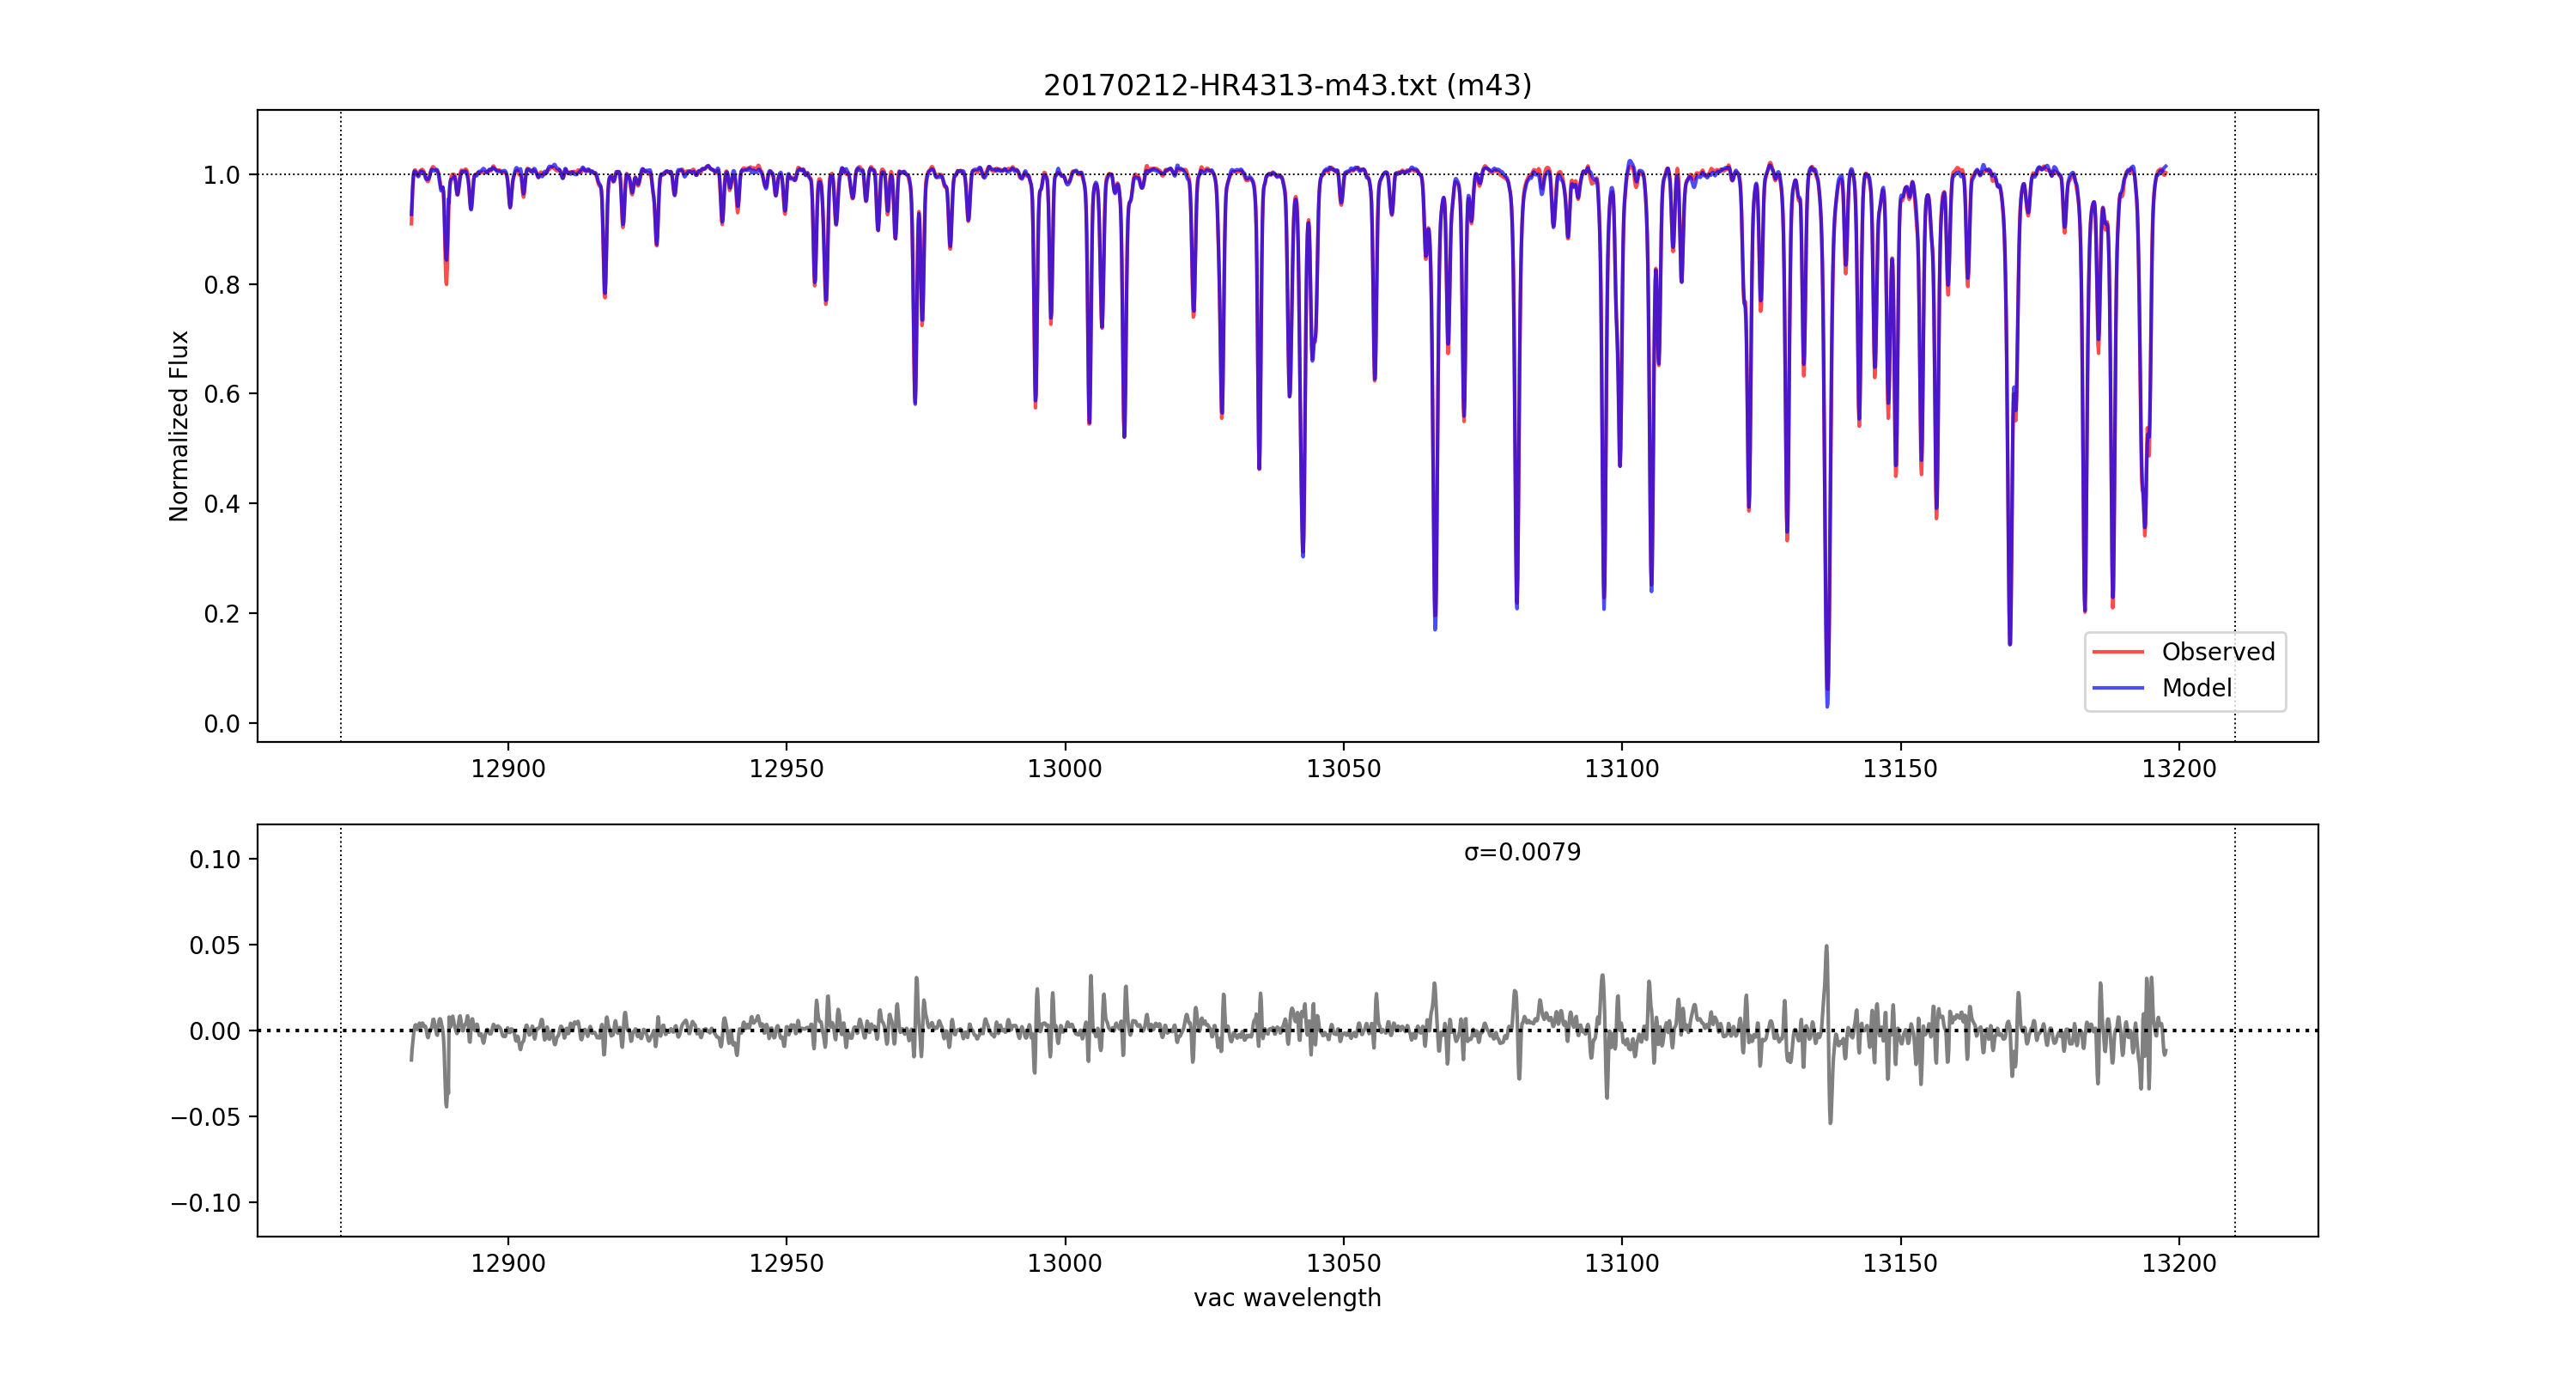 20170212-HR4313-m43.txt (m43)
Normalized Flux
1.0
0.8
0.6
0.4
0.2
0.0
Observed
Model
12900 12950 13000 13050 13100 13150 13200
σ=0.0079
0.10
0.05
0.00
−0.05
−0.10
12900 12950 13000 13050 13100 13150 13200
vac wavelength